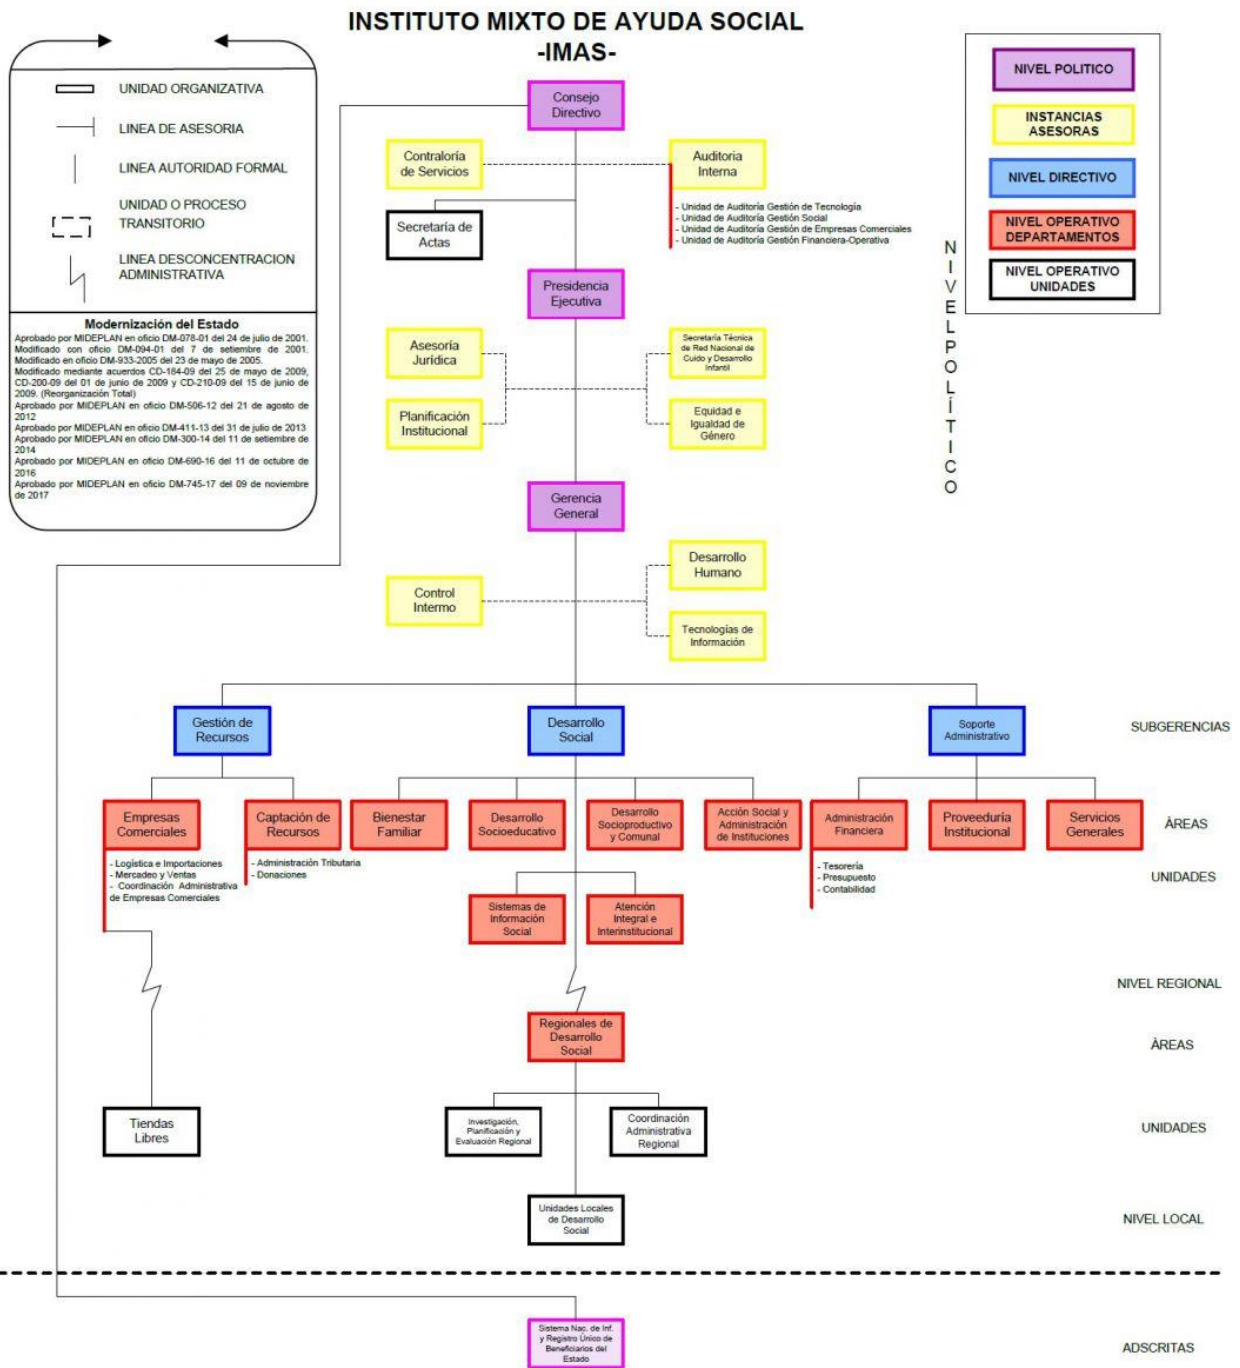 INSTITUTO MIXTO DE AYUDA SOCIAL
-IMAS-
UNIDAD ORGANIZATIVA
LINEA DE ASESORIA
LINEA AUTORIDAD FORMAL
UNIDAD O PROCESO
TRANSITORIO
LINEA DESCONCENTRACION
ADMINISTRATIVA
Modernización del Estado
Aprobado por MIDEPLAN en oficio DM-078-01 del 24 de julio de 2001.
Modificado con oficio DM-094-01 del 7 de setiembre de 2001.
Modificado en oficio DM-933-2005 del 23 de mayo de 2005.
Modificado mediante acuerdos CD-184-09 del 25 de mayo de 2009,
CD-200-09 del 01 de junio de 2009 y CD-210-09 del 15 de junio de
2009. (Reorganización Total)
Aprobado por MIDEPLAN en oficio DM-506-12 del 21 de agosto de
2012
Aprobado por MIDEPLAN en oficio DM-411-13 del 31 de julio de 2013
Aprobado por MIDEPLAN en oficio DM-300-14 del 11 de setiembre de
2014
Aprobado por MIDEPLAN en oficio DM-690-16 del 11 de octubre de
2016
Aprobado por MIDEPLAN en oficio DM-745-17 del 09 de noviembre
de 2017
NIVEL POLITICO
INSTANCIAS
ASESORAS
NIVEL DIRECTIVO
NIVEL OPERATIVO
DEPARTAMENTOS
NIVEL OPERATIVO
UNIDADES
NIVELPOLÍTICO
Consejo
Directivo
Contraloría
de Servicios
Auditoria
Interna
- Unidad de Auditoría Gestión de Tecnología
- Unidad de Auditoría Gestión Social
- Unidad de Auditoría Gestión de Empresas Comerciales
- Unidad de Auditoría Gestión Financiera-Operativa
Secretaría de
Actas
Presidencia
Ejecutiva
Asesoría
Jurídica
Secretaría Técnica
de Red Nacional de
Cuido y Desarrollo
Infantil
Planificación
Institucional
Equidad e
Igualdad de
Género
Gerencia
General
Desarrollo
Humano
Control
Intermo
Tecnologías de
Información
Gestión de
Recursos
Desarrollo
Social
Soporte
Administrativo
SUBGERENCIAS
Empresas
Comerciales
Captación de
Recursos
Bienestar
Familiar
Desarrollo
Socioeducativo
Desarrollo
Socioproductivo
y Comunal
Acción Social y
Administración
de Instituciones
Administración
Financiera
Proveeduría
Institucional
Servicios
Generales
ÀREAS
- Logística e Importaciones
- Mercadeo y Ventas
- Coordinación Administrativa
de Empresas Comerciales
- Administración Tributaria
- Donaciones
- Tesorería
- Presupuesto
- Contabilidad
UNIDADES
Sistemas de
Información
Social
Atención
Integral e
Interinstitucional
NIVEL REGIONAL
Regionales de
Desarrollo
Social
ÀREAS
Tiendas
Libres
Investigación,
Planificación y
Evaluación Regional
Coordinación
Administrativa
Regional
UNIDADES
Unidades Locales
de Desarrollo
Social
NIVEL LOCAL
Sistema Nac. de Inf.
y Registro Único de
Beneficiarios del
Estado
ADSCRITAS